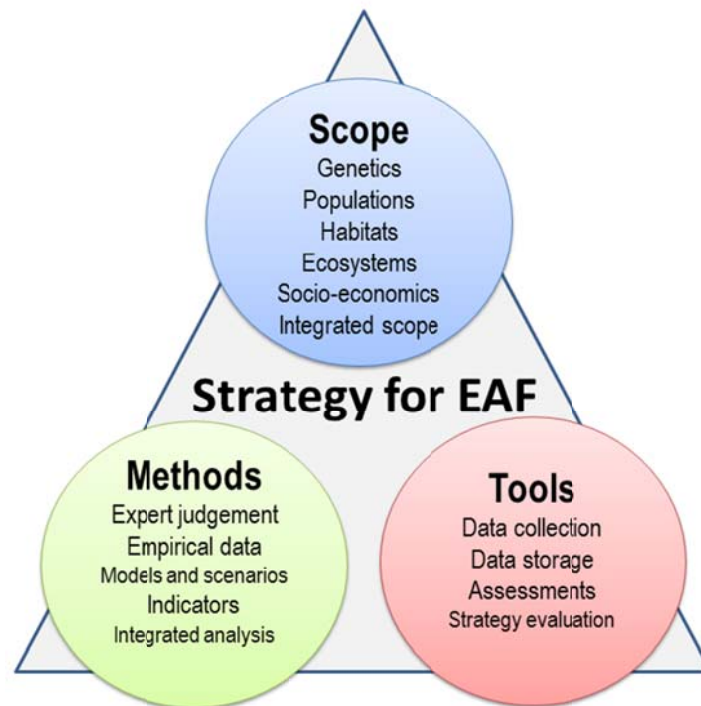 Scope
Genetics
Populations
Habitats
Ecosystems
Socio-economics
Integrated scope
Strategy for EAF
Methods
Expert judgement
Empirical data
Models and scenarios
Indicators
Integrated analysis
Tools
Data collection
Data storage
Assessments
Strategy evaluation